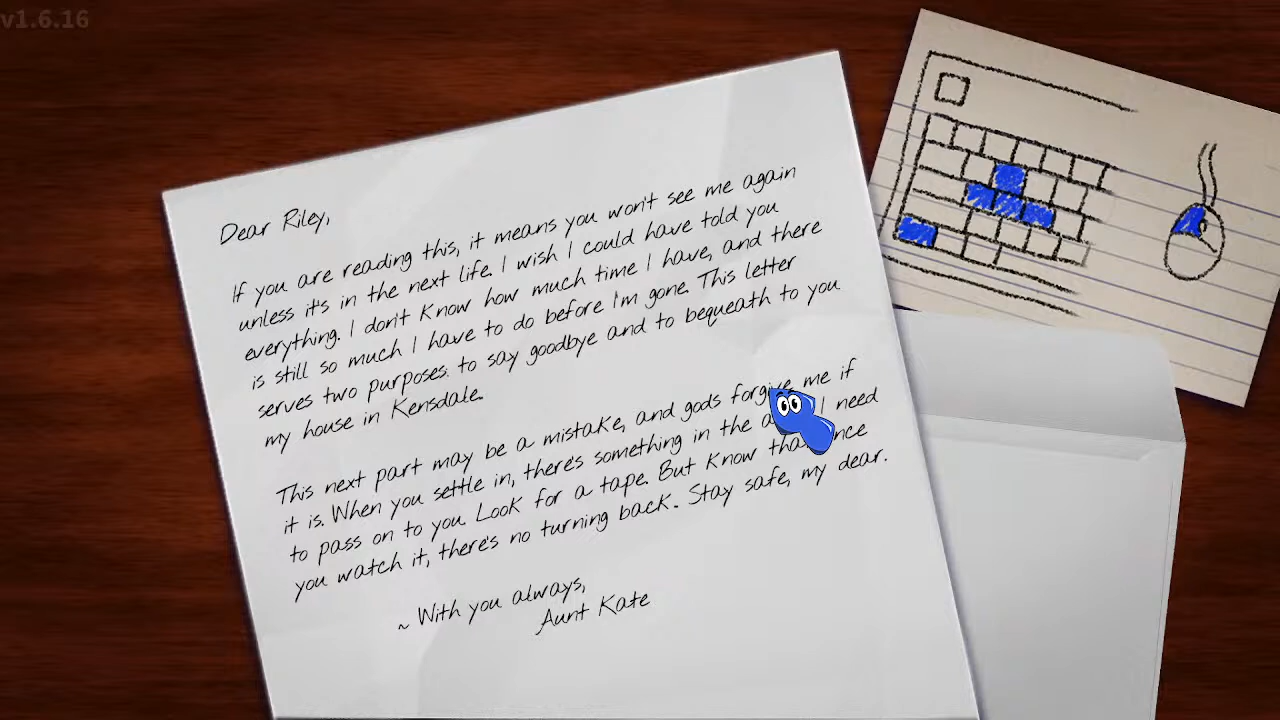 v1.6.16
Dear Riley,
If you are reading this, it means you won't see me again
unless it's in the next life. I wish I could have told you
everything. I don't know how much time I have, and there
is still so much I have to do before I'm gone. This letter
serves two purposes: to say goodbye and to bequeath to you
my house in Kensdale.
This next part may be a mistake, and gods forgive me if
it is. When you settle in, there's something in the I need
to pass on to you. Look for a tape. But know that once
you watch it, there's no turning back. Stay safe, my dear.
~ With you always,
Aunt Kate